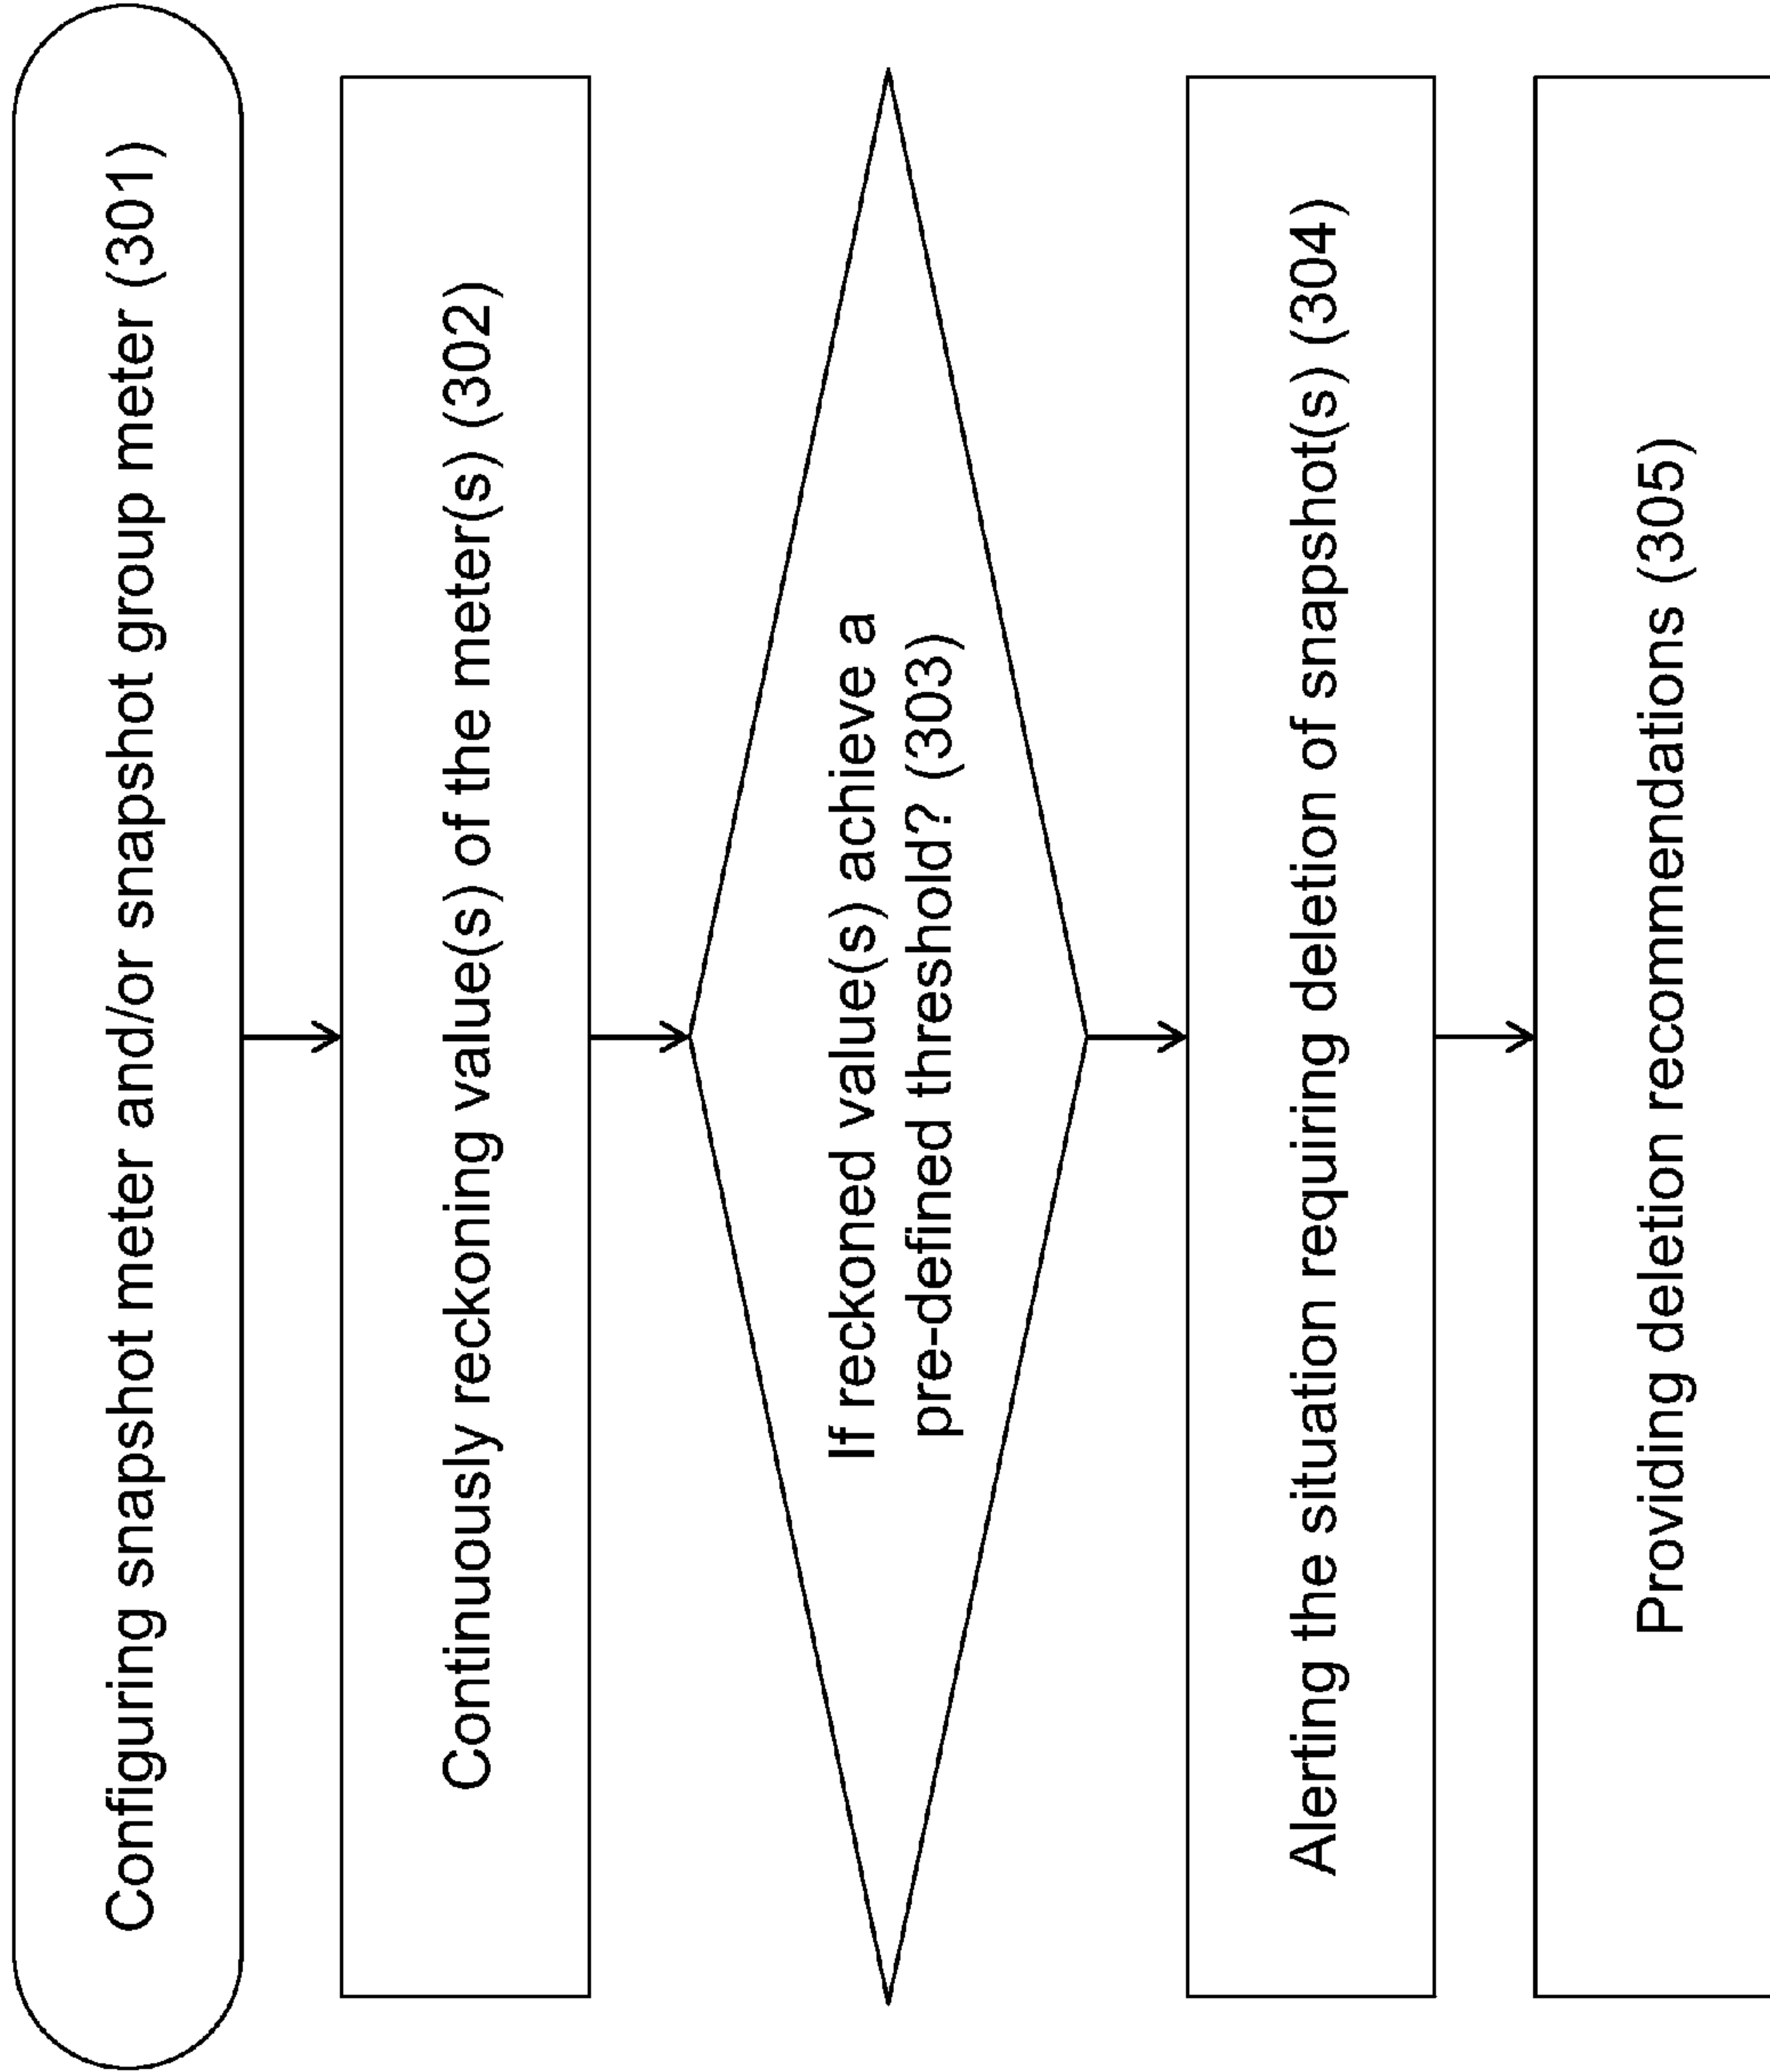 Configuring snapshot meter and/or snapshot group meter (301)
Continuously reckoning value(s) of the meter(s) (302)
If reckoned value(s) achieve a
pre-defined threshold? (303)
Alerting the situation requiring deletion of snapshot(s) (304)
Providing deletion recommendations (305)